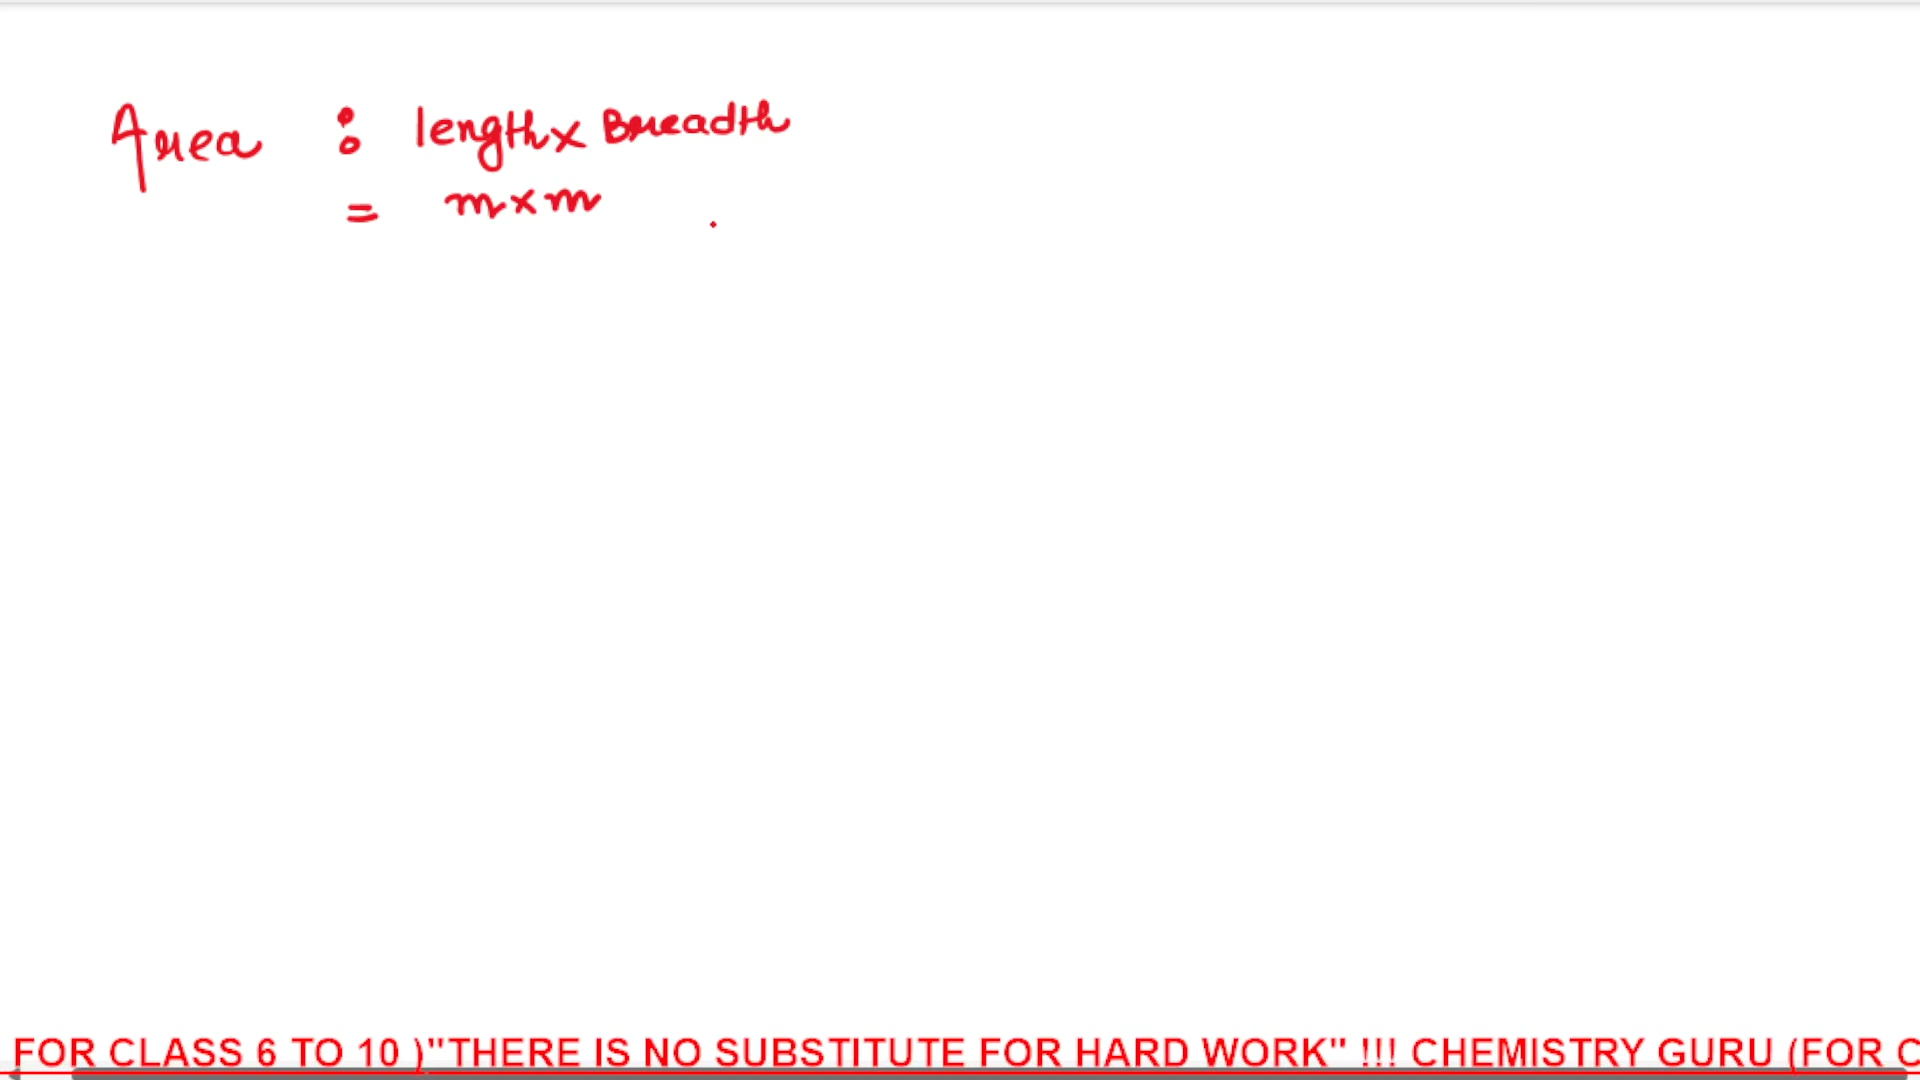 Area : length x Breadth
= m x m
FOR CLASS 6 TO 10 )"THERE IS NO SUBSTITUTE FOR HARD WORK" !!! CHEMISTRY GURU (FOR C